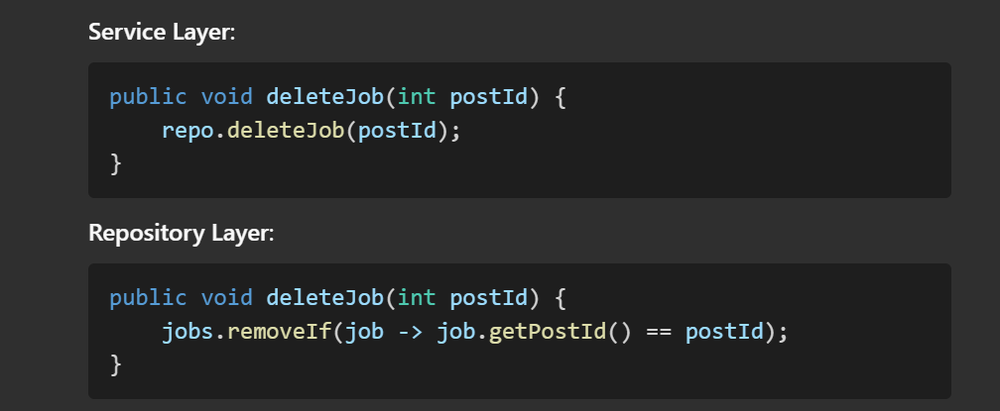 Service Layer:
public void deleteJob(int postId) {
    repo.deleteJob(postId);
}
Repository Layer:
public void deleteJob(int postId) {
    jobs.removeIf(job -> job.getPostId() == postId);
}